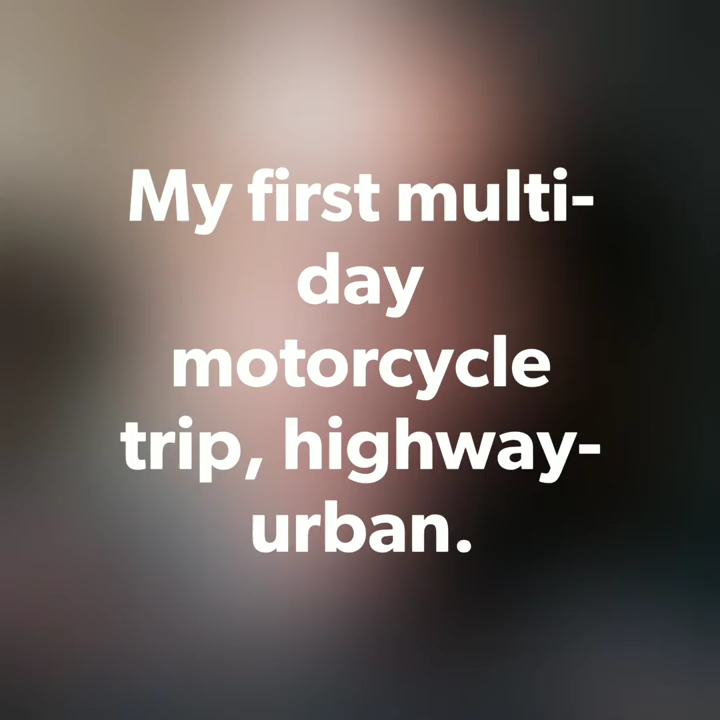 My first multi-
day
motorcycle
trip, highway-
urban.